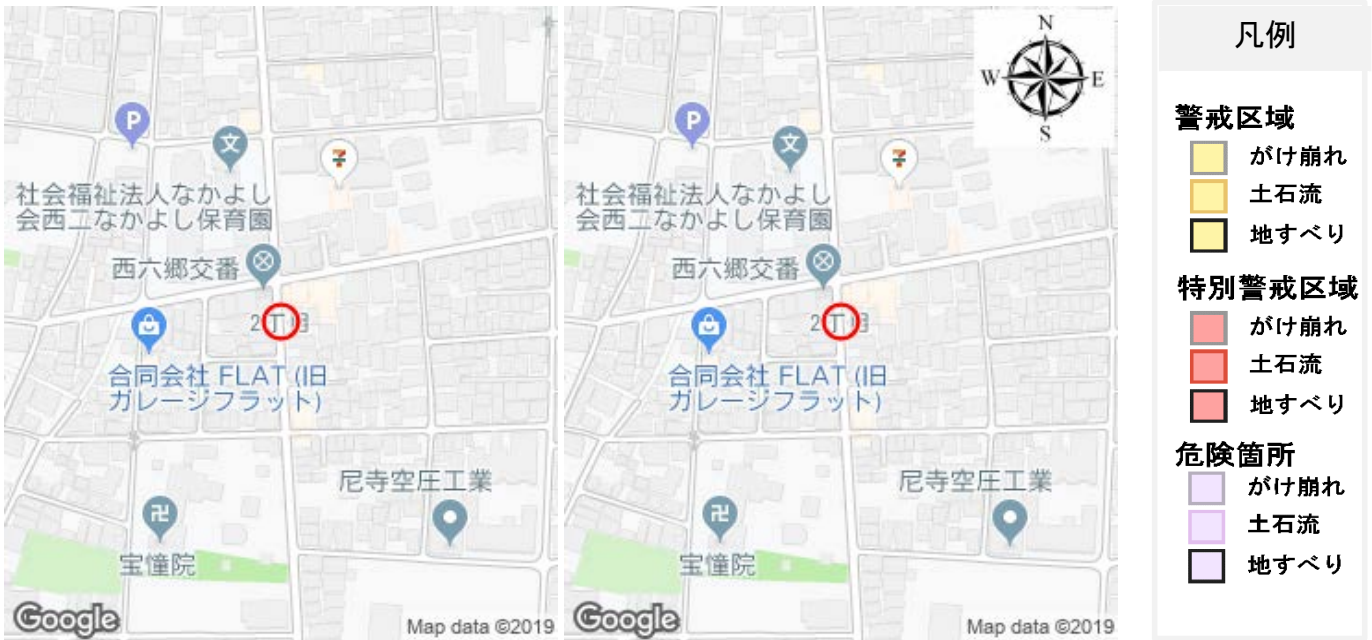 P
文
7
社会福祉法人なかよし
会西二なかよし保育園
西六郷交番
2丁目
合同会社 FLAT (旧
ガレージフラット)
尼寺空圧工業
卍
宝幢院
Google
Map data ©2019
N
W
E
S
P
文
7
社会福祉法人なかよし
会西二なかよし保育園
西六郷交番
2丁目
合同会社 FLAT (旧
ガレージフラット)
尼寺空圧工業
卍
宝幢院
Google
Map data ©2019
凡例
警戒区域
がけ崩れ
土石流
地すべり
特別警戒区域
がけ崩れ
土石流
地すべり
危険箇所
がけ崩れ
土石流
地すべり